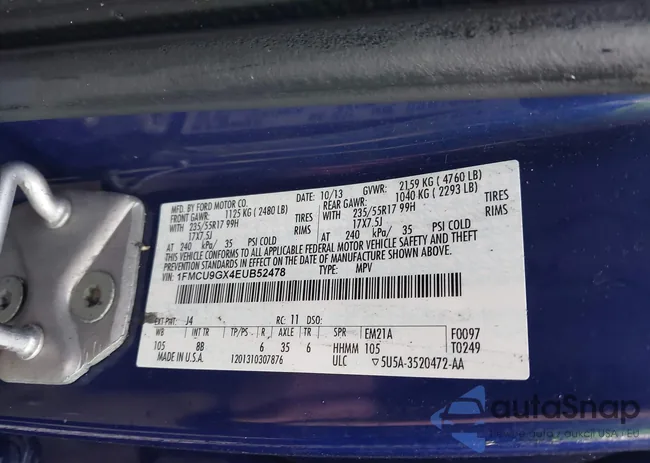 MFD. BY FORD MOTOR CO. 10/13 GVWR: 2159 KG ( 4760 LB)
FRONT GAWR: 1125 KG ( 2480 LB) REAR GAWR: 1040 KG ( 2293 LB)
WITH 235/55R17 99H TIRES WITH 235/55R17 99H TIRES
17X7.5J 17X7.5J
AT 240 kPa/ 35 PSI COLD AT 240 kPa/ 35 PSI COLD
THIS VEHICLE CONFORMS TO ALL APPLICABLE FEDERAL MOTOR VEHICLE SAFETY AND THEFT
PREVENTION STANDARDS IN EFFECT ON THE DATE OF MANUFACTURE SHOWN ABOVE.
1FMCU9GX4EUB52478 TYPE: MPV
EXT PNT: J4 RC: 11 DSO:
WB INT TR TP/PS R AXLE TR SPR EM21A F0097
105 8B 6 35 6 HHMM 105 T0249
MADE IN U.S.A. 1201310307876 ULC 5U5A-3520472-AA
autoSnap